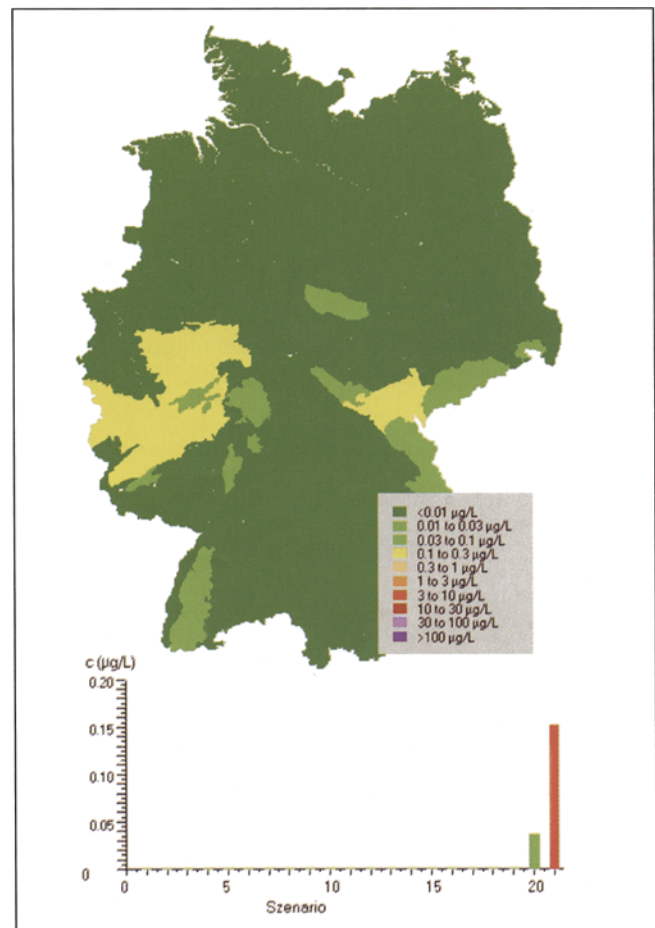 <0.01 µg/L
0.01 to 0.03 µg/L
0.03 to 0.1 µg/L
0.1 to 0.3 µg/L
0.3 to 1 µg/L
1 to 3 µg/L
3 to 10 µg/L
10 to 30 µg/L
30 to 100 µg/L
>100 µg/L
c (µg/L)
0.20
0.15
0.10
0.05
0
0 5 10 15 20
Szenario